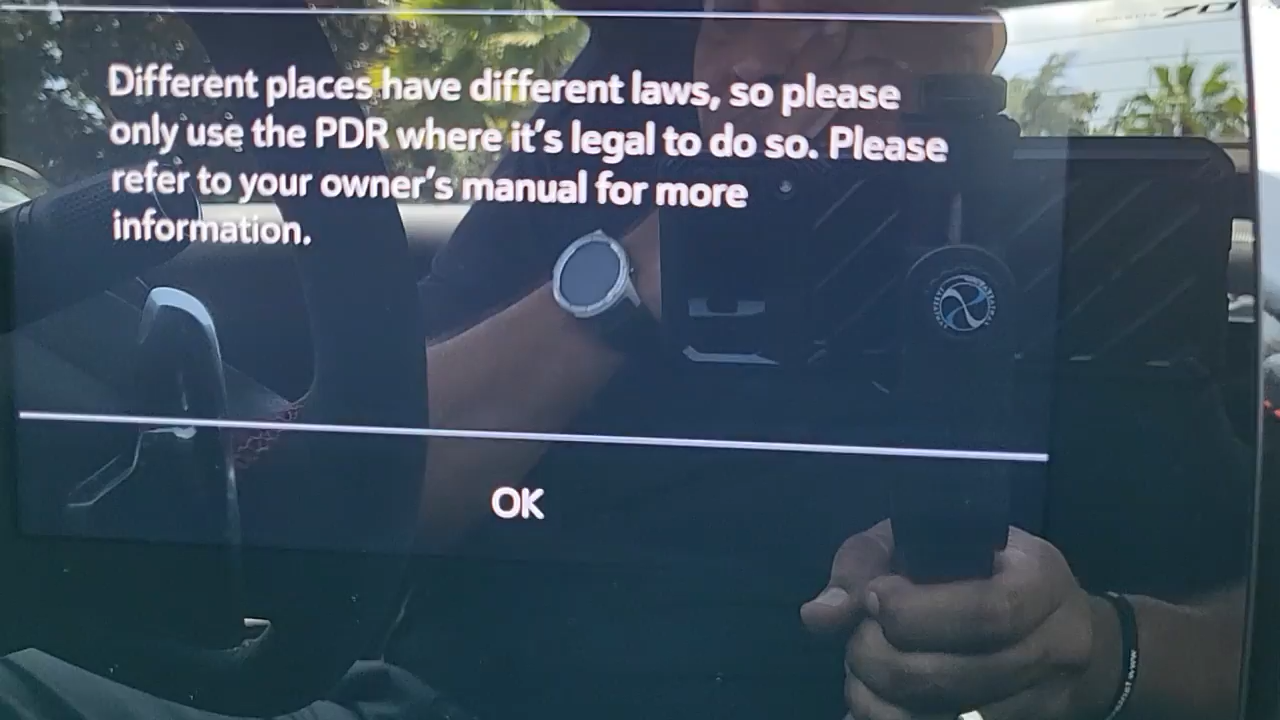 70
Different places have different laws, so please
only use the PDR where it's legal to do so. Please
refer to your owner's manual for more
information.
OK